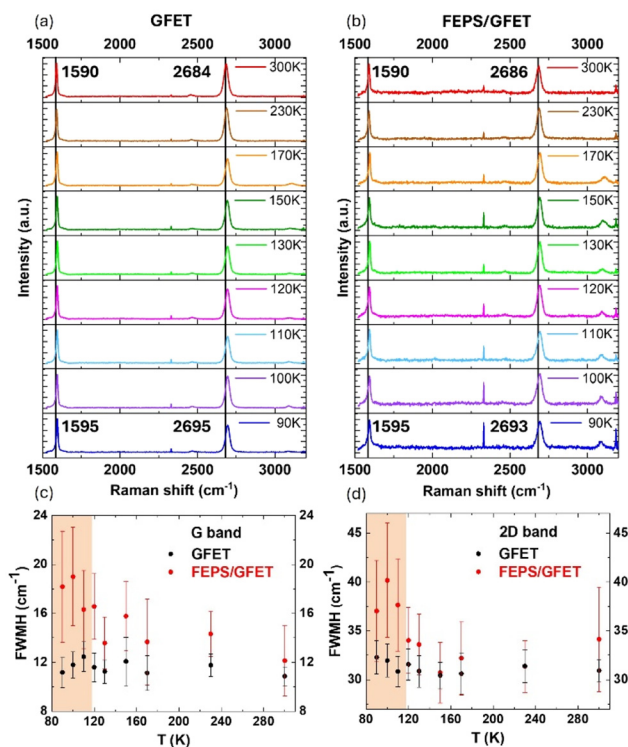 (a) GFET
1500 2000 2500 3000
1590 2684 300K
230K
170K
150K
130K
120K
110K
100K
1595 2695 90K
1500 2000 2500 3000
Raman shift (cm-1)
Intensity (a.u.)
(b) FEPS/GFET
1500 2000 2500 3000
1590 2686 300K
230K
170K
150K
130K
120K
110K
100K
1595 2693 90K
1500 2000 2500 3000
Raman shift (cm-1)
Intensity (a.u.)
(c)
24 24
20 20
16 16
12 12
8 8
G band
GFET
FEPS/GFET
80 120 160 200 240 280
T (K)
FWMH (cm-1)
(d)
45 45
40 40
35 35
30 30
2D band
GFET
FEPS/GFET
80 120 160 200 240 280
T (K)
FWMH (cm-1)